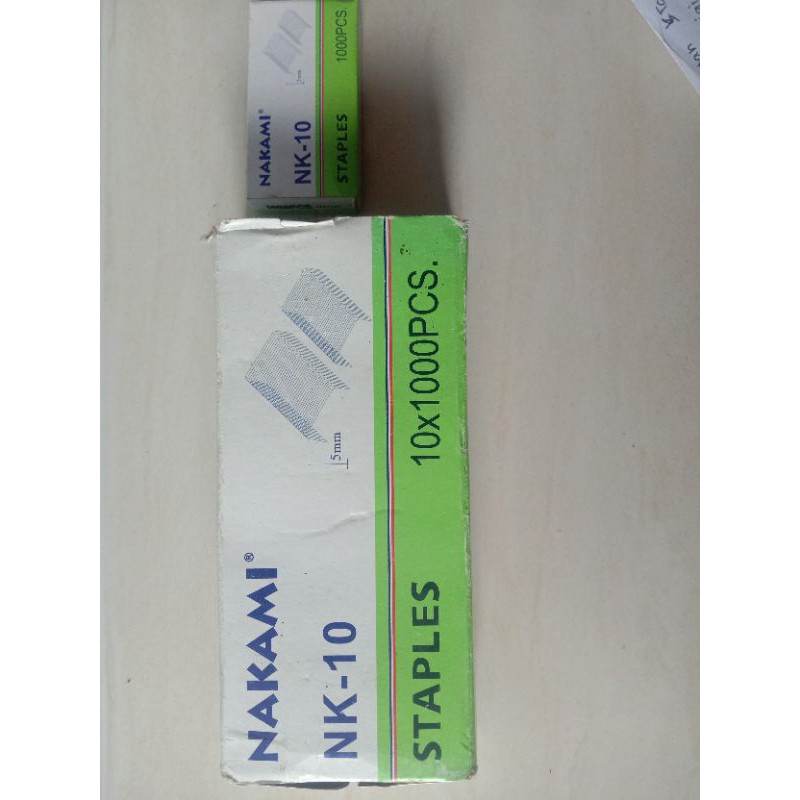 NAKAMI®
NK-10
STAPLES 1000PCS.
NAKAMI®
NK-10
5mm
STAPLES 10x1000PCS.